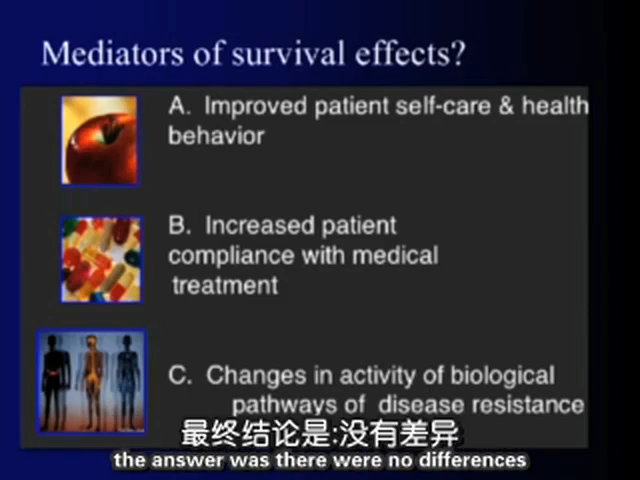 Mediators of survival effects?
A. Improved patient self-care & health
behavior
B. Increased patient
compliance with medical
treatment
C. Changes in activity of biological
pathways of disease resistance
最终结论是:没有差异
the answer was there were no differences